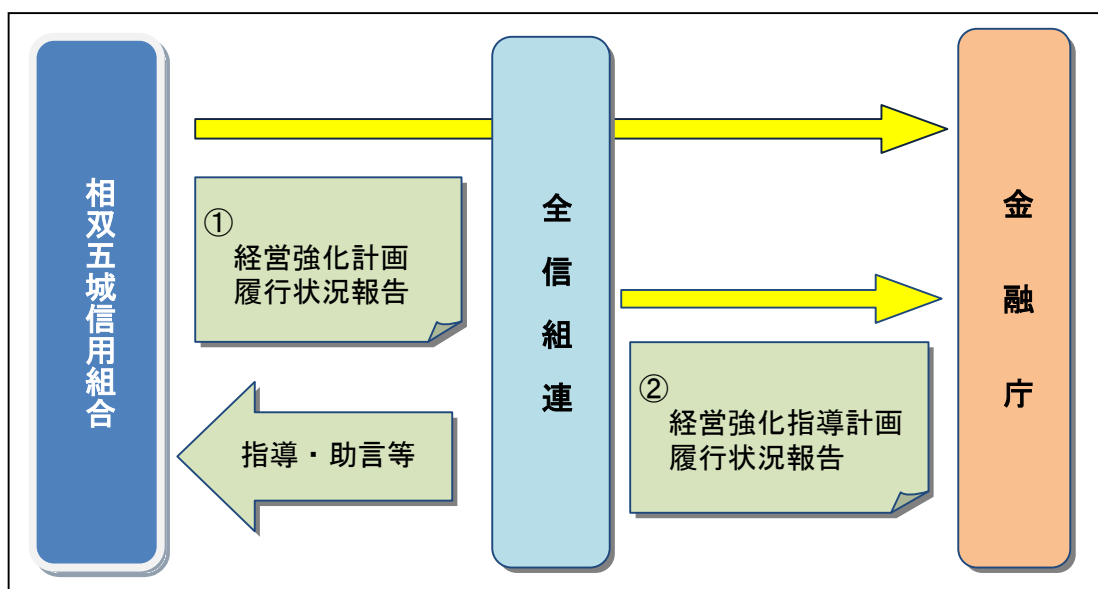 相双五城信用組合
①
経営強化計画
履行状況報告
指導・助言等
全信組連
②
経営強化指導計画
履行状況報告
金融庁